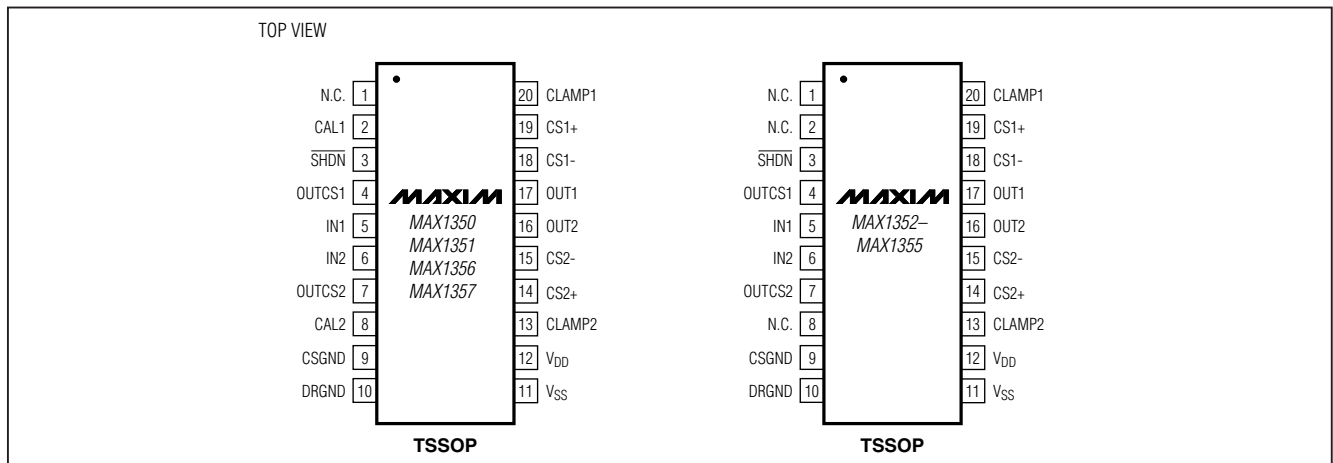 TOP VIEW
N.C. 1
CAL1 2
SHDN 3
OUTCS1 4
IN1 5
IN2 6
OUTCS2 7
CAL2 8
CSGND 9
DRGND 10
MAXIM
MAX1350
MAX1351
MAX1356
MAX1357
20 CLAMP1
19 CS1+
18 CS1-
17 OUT1
16 OUT2
15 CS2-
14 CS2+
13 CLAMP2
12 VDD
11 VSS
TSSOP
N.C. 1
N.C. 2
SHDN 3
OUTCS1 4
IN1 5
IN2 6
OUTCS2 7
N.C. 8
CSGND 9
DRGND 10
MAXIM
MAX1352–
MAX1355
20 CLAMP1
19 CS1+
18 CS1-
17 OUT1
16 OUT2
15 CS2-
14 CS2+
13 CLAMP2
12 VDD
11 VSS
TSSOP